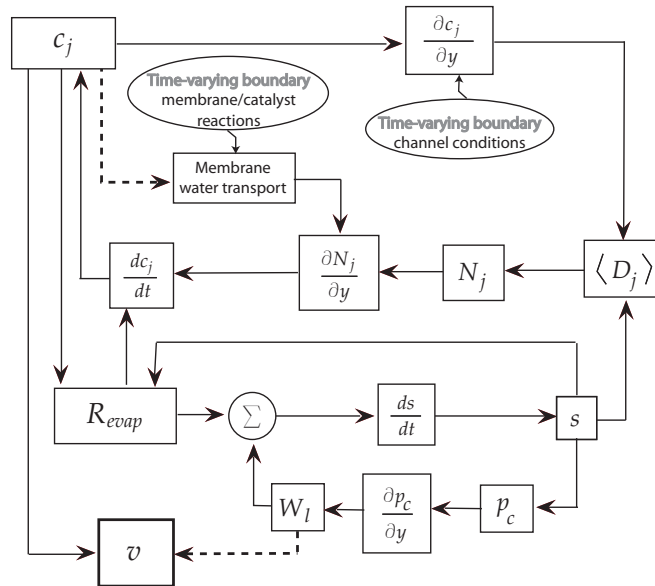 c_j
∂c_j
∂y
Time-varying boundary
membrane/catalyst
reactions
Time-varying boundary
channel conditions
Membrane
water transport
dc_j
dt
∂N_j
∂y
N_j
⟨D_j⟩
R_evap
Σ
ds
dt
s
W_l
∂p_c
∂y
p_c
v